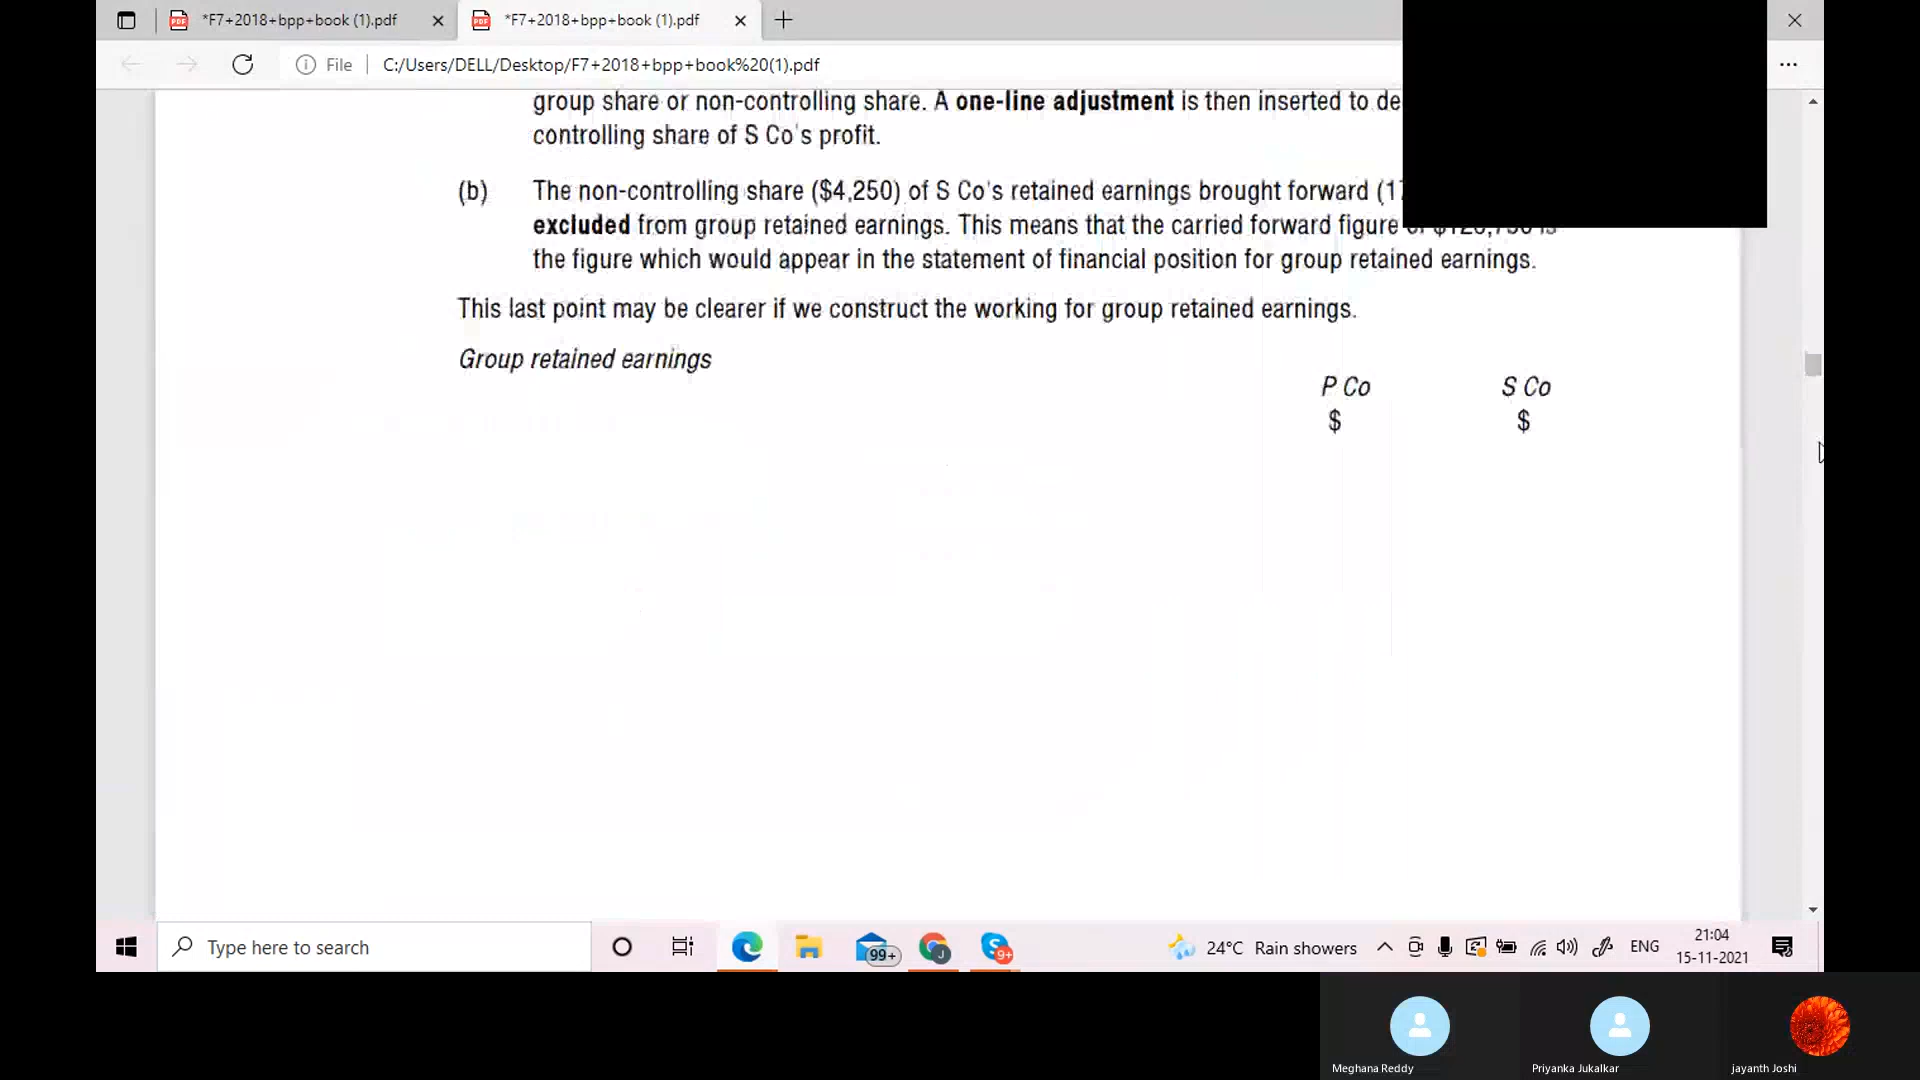 *F7+2018+bpp+book (1).pdf
*F7+2018+bpp+book (1).pdf
File
C:/Users/DELL/Desktop/F7+2018+bpp+book%20(1).pdf
group share or non-controlling share. A one-line adjustment is then inserted to de
controlling share of S Co's profit.
(b) The non-controlling share ($4,250) of S Co's retained earnings brought forward (17
excluded from group retained earnings. This means that the carried forward figure
the figure which would appear in the statement of financial position for group retained earnings.
This last point may be clearer if we construct the working for group retained earnings.
Group retained earnings
P Co S Co
$ $
Type here to search
99+
J
9+
24°C Rain showers
ENG
21:04
15-11-2021
Meghana Reddy
Priyanka Jukalkar
jayanth Joshi